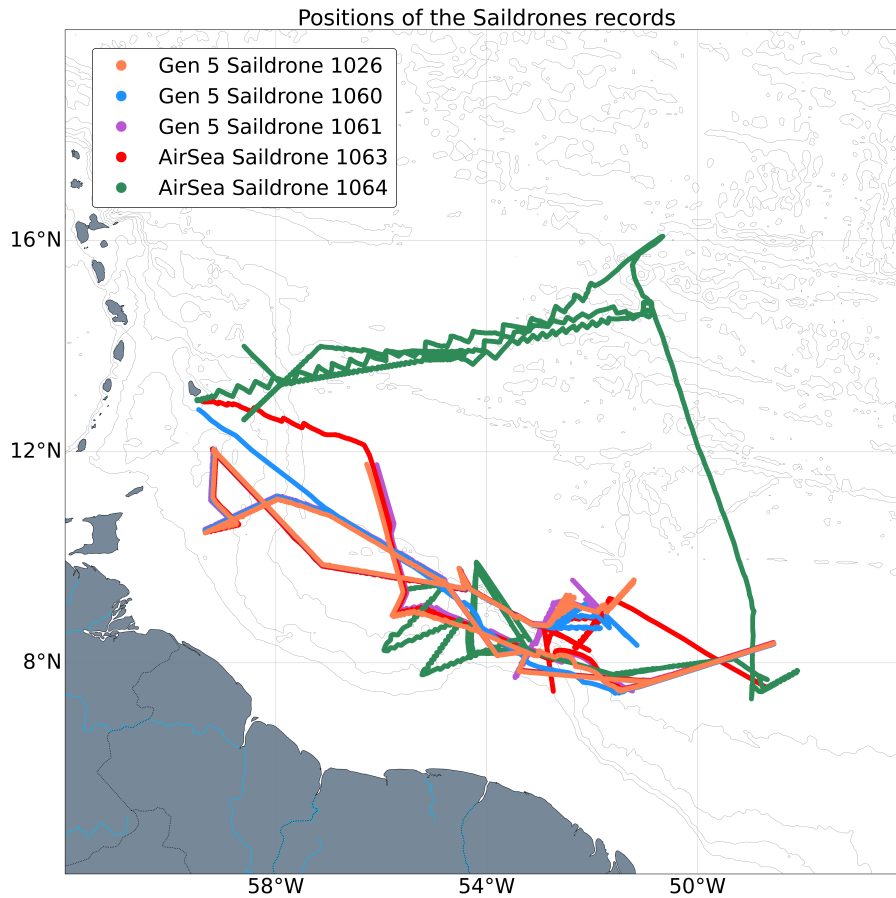 Positions of the Saildrones records
Gen 5 Saildrone 1026
Gen 5 Saildrone 1060
Gen 5 Saildrone 1061
AirSea Saildrone 1063
AirSea Saildrone 1064
16°N
12°N
8°N
58°W
54°W
50°W